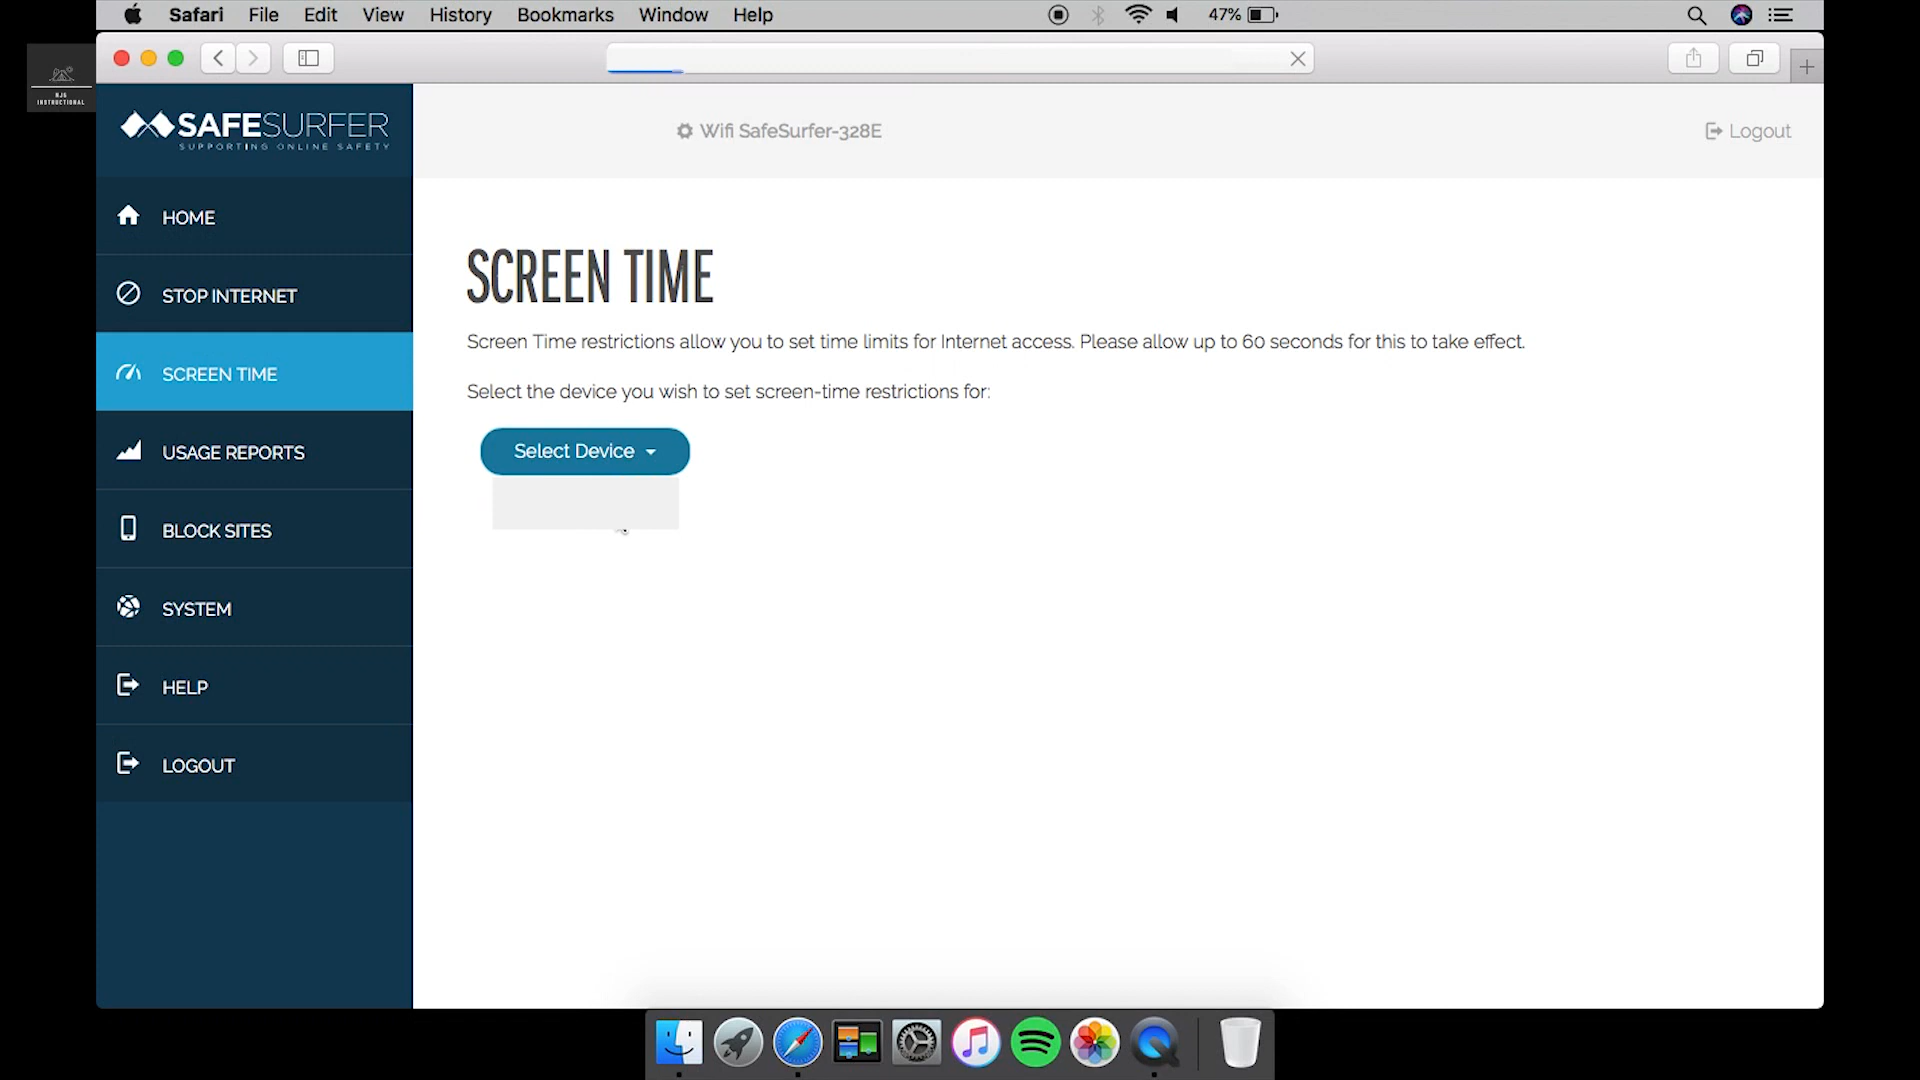 Safari File Edit View History Bookmarks Window Help 47%
NJG
INSTRUCTIONAL
SAFESURFER
SUPPORTING ONLINE SAFETY
Wifi SafeSurfer-328E
Logout
HOME
STOP INTERNET
SCREEN TIME
USAGE REPORTS
BLOCK SITES
SYSTEM
HELP
LOGOUT
SCREEN TIME
Screen Time restrictions allow you to set time limits for Internet access. Please allow up to 60 seconds for this to take effect.
Select the device you wish to set screen-time restrictions for:
Select Device